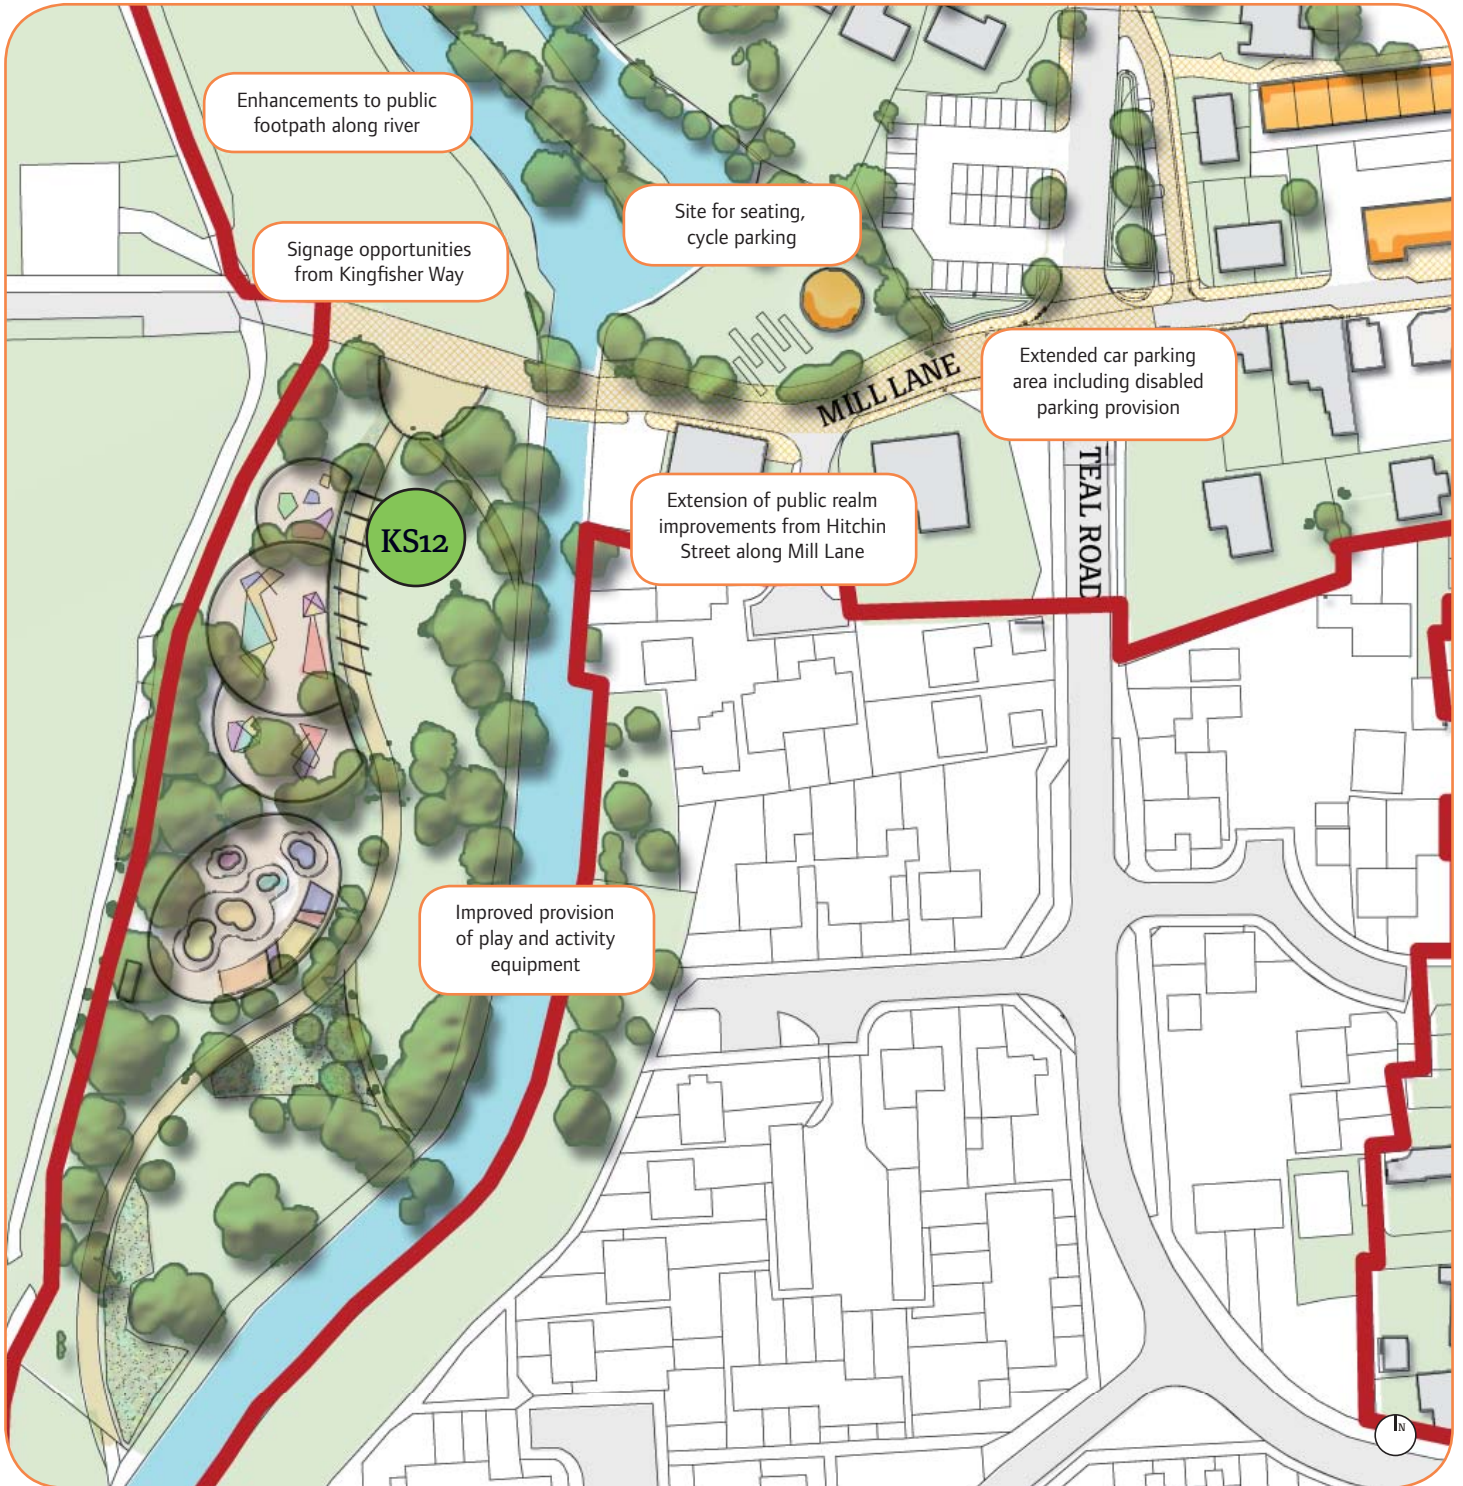 Enhancements to public
footpath along river
Site for seating,
cycle parking
Signage opportunities
from Kingfisher Way
Extended car parking
area including disabled
parking provision
MILL LANE
TEAL ROAD
Extension of public realm
improvements from Hitchin
Street along Mill Lane
KS12
Improved provision
of play and activity
equipment
N